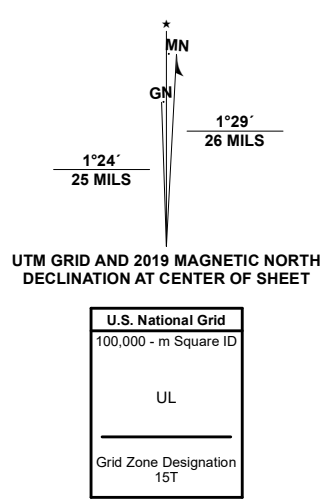 ★
MN
GN
1°29´
26 MILS
1°24´
25 MILS
UTM GRID AND 2019 MAGNETIC NORTH
DECLINATION AT CENTER OF SHEET
U.S. National Grid
100,000 - m Square ID
UL
Grid Zone Designation
15T